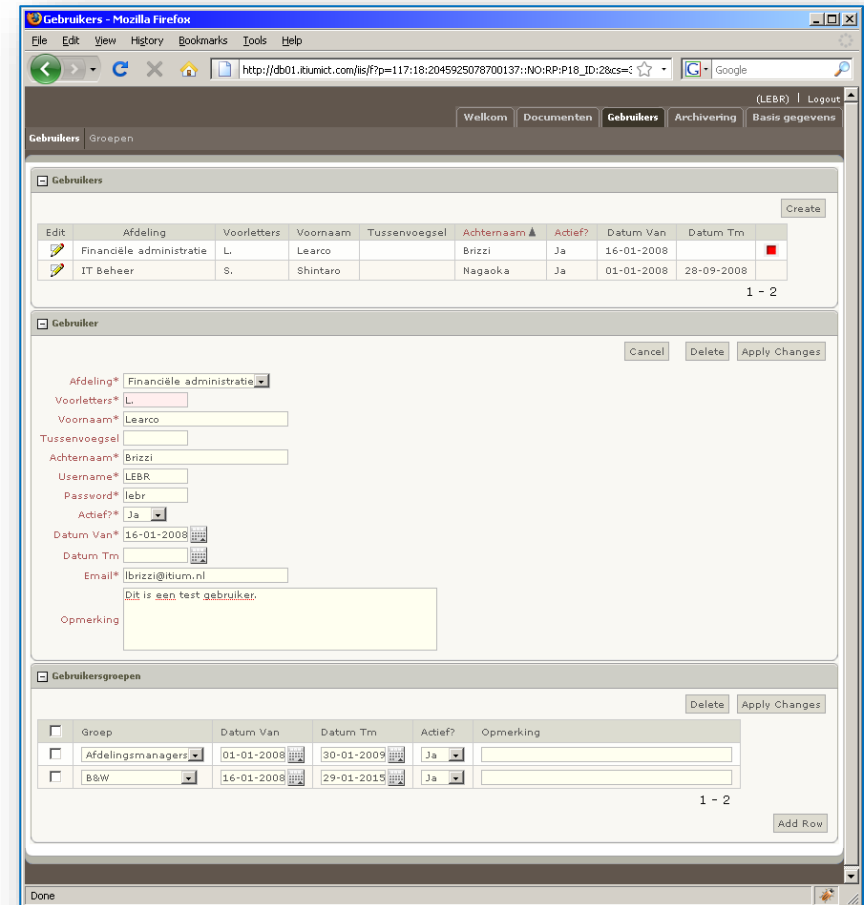 Gebruikers - Mozilla Firefox
File Edit View History Bookmarks Tools Help
http://db01.itiumict.com/iis/f?p=117:18:2045925078700137::NO:RP:P18_ID:2&cs=3 Google
(LEBR) | Logout
Welkom Documenten Gebruikers Archivering Basis gegevens
Gebruikers Groepen
Gebruikers
Create
Edit Afdeling Voorletters Voornaam Tussenvoegsel Achternaam Actief? Datum Van Datum Tm
Financiële administratie L. Learco Brizzi Ja 16-01-2008
IT Beheer S. Shintaro Nagaoka Ja 01-01-2008 28-09-2008
1 - 2
Gebruiker
Cancel Delete Apply Changes
Afdeling* Financiële administratie
Voorletters* L.
Voornaam* Learco
Tussenvoegsel
Achternaam* Brizzi
Username* LEBR
Password* lebr
Actief?* Ja
Datum Van* 16-01-2008
Datum Tm
Email* lbrizzi@itium.nl
Dit is een test gebruiker.
Opmerking
Gebruikersgroepen
Delete Apply Changes
Groep Datum Van Datum Tm Actief? Opmerking
Afdelingsmanagers 01-01-2008 30-01-2009 Ja
B&W 16-01-2008 29-01-2015 Ja
1 - 2
Add Row
Done